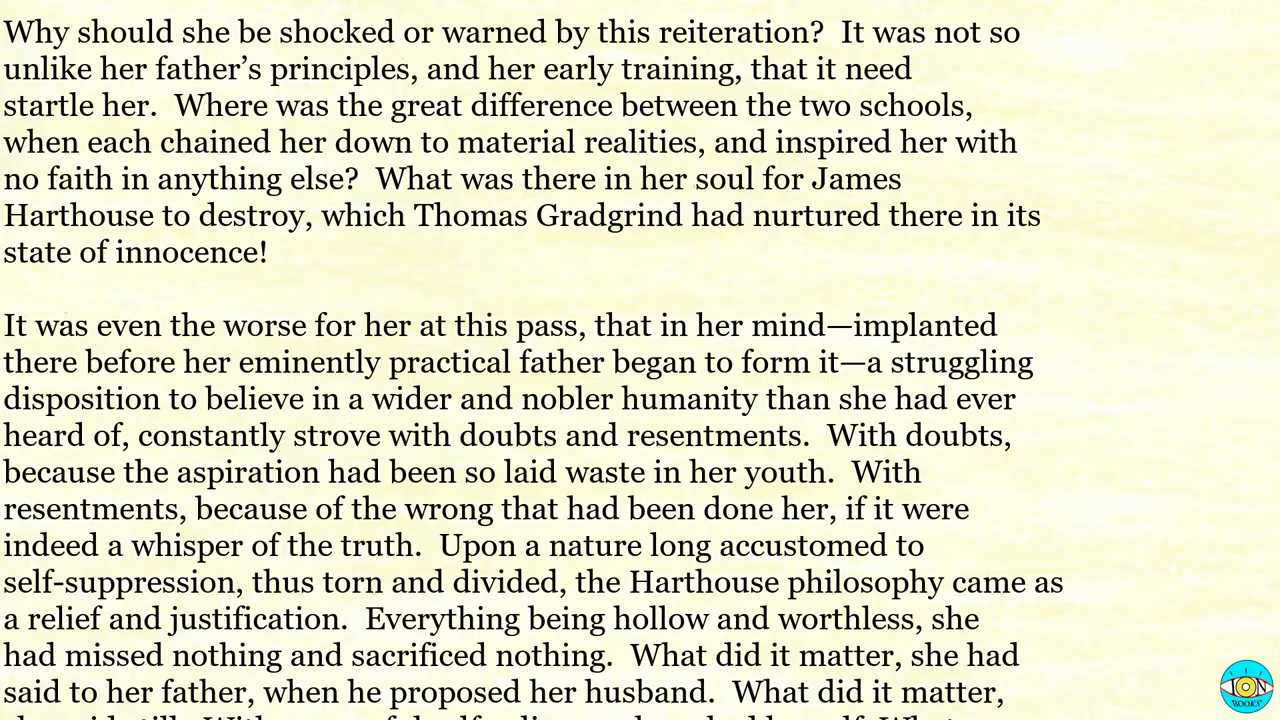 Why should she be shocked or warned by this reiteration?  It was not so
unlike her father’s principles, and her early training, that it need
startle her.  Where was the great difference between the two schools,
when each chained her down to material realities, and inspired her with
no faith in anything else?  What was there in her soul for James
Harthouse to destroy, which Thomas Gradgrind had nurtured there in its
state of innocence!

It was even the worse for her at this pass, that in her mind—implanted
there before her eminently practical father began to form it—a struggling
disposition to believe in a wider and nobler humanity than she had ever
heard of, constantly strove with doubts and resentments.  With doubts,
because the aspiration had been so laid waste in her youth.  With
resentments, because of the wrong that had been done her, if it were
indeed a whisper of the truth.  Upon a nature long accustomed to
self-suppression, thus torn and divided, the Harthouse philosophy came as
a relief and justification.  Everything being hollow and worthless, she
had missed nothing and sacrificed nothing.  What did it matter, she had
said to her father, when he proposed her husband.  What did it matter,
ION
BOOKS